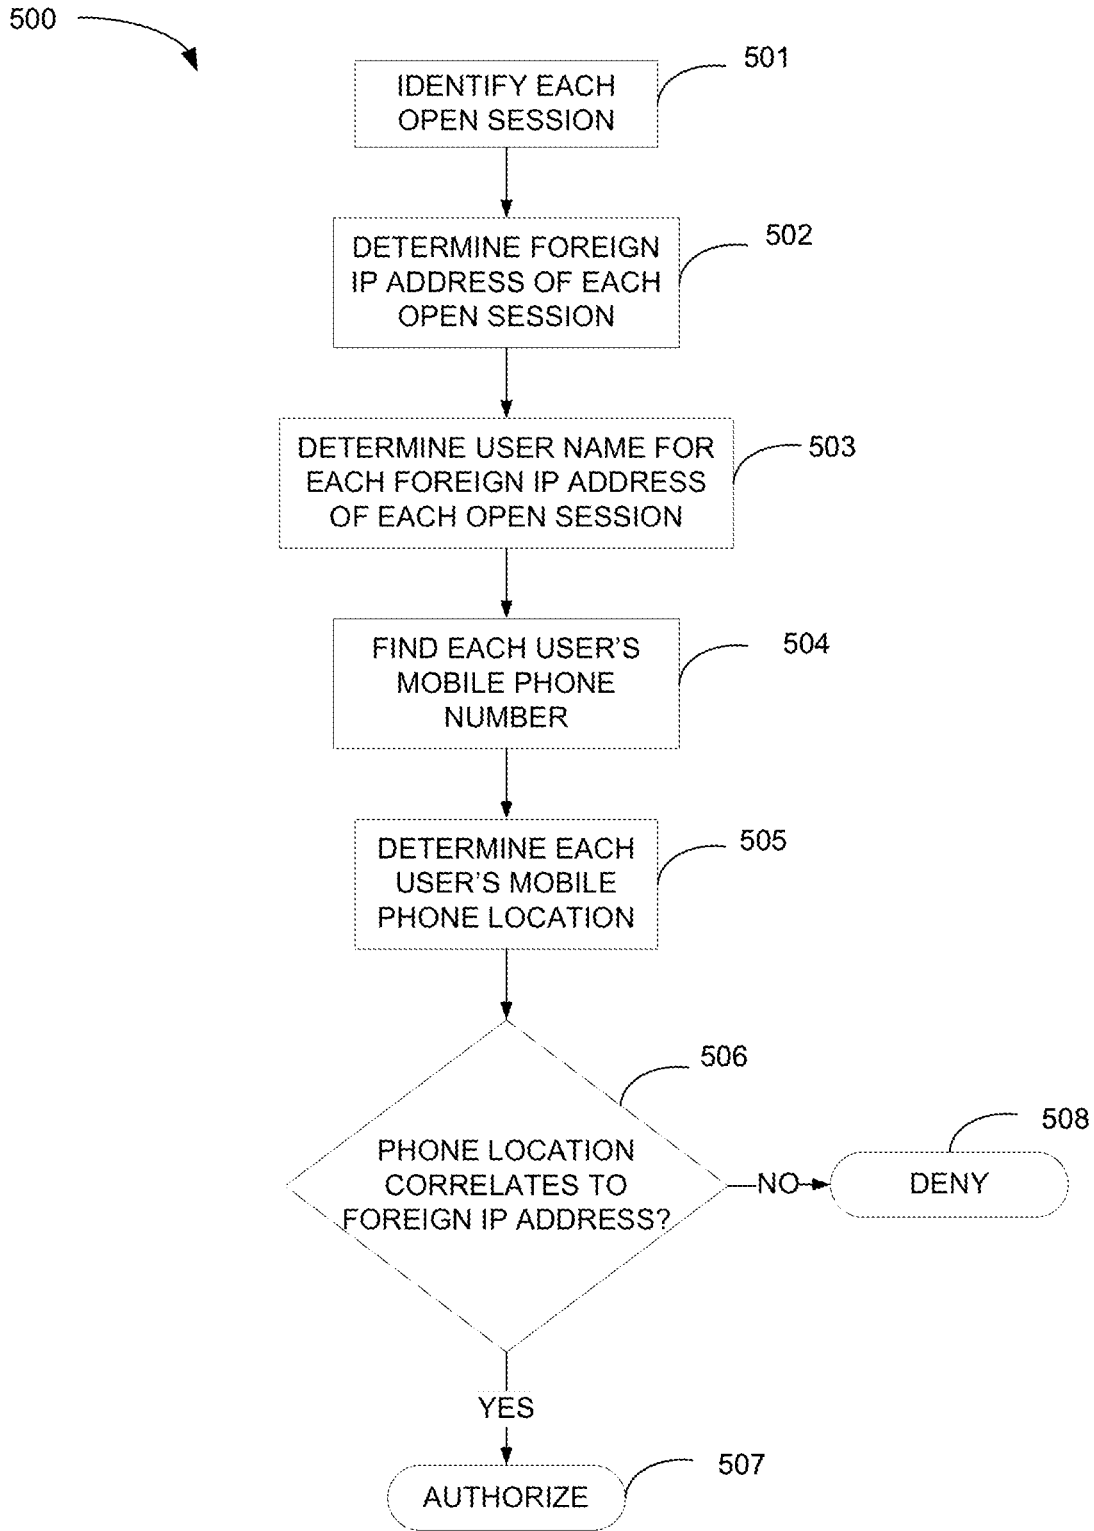 500
501
IDENTIFY EACH
OPEN SESSION
502
DETERMINE FOREIGN
IP ADDRESS OF EACH
OPEN SESSION
503
DETERMINE USER NAME FOR
EACH FOREIGN IP ADDRESS
OF EACH OPEN SESSION
504
FIND EACH USER'S
MOBILE PHONE
NUMBER
505
DETERMINE EACH
USER'S MOBILE
PHONE LOCATION
506
PHONE LOCATION
CORRELATES TO
FOREIGN IP ADDRESS?
NO
508
DENY
YES
507
AUTHORIZE